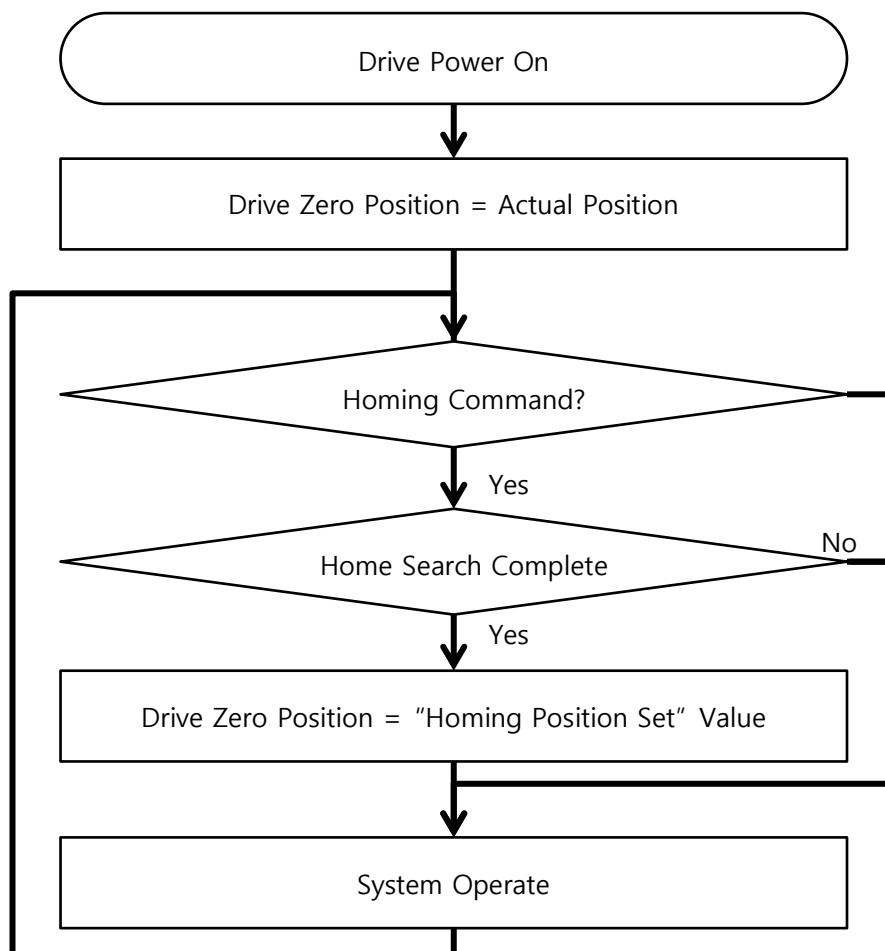 Drive Power On
Drive Zero Position = Actual Position
Homing Command?
Yes
No
Home Search Complete
Yes
Drive Zero Position = “Homing Position Set” Value
System Operate